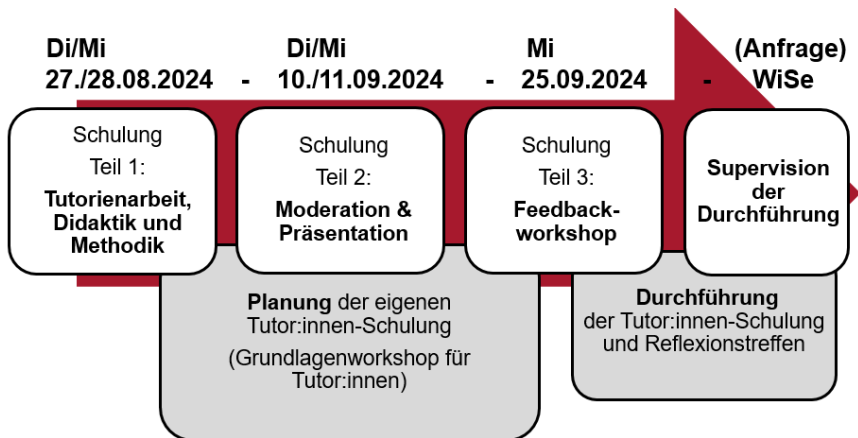 Di/Mi
27./28.08.2024 - 
Di/Mi
10./11.09.2024 - 
Mi
25.09.2024 - 
(Anfrage)
WiSe
Schulung
Teil 1:
Tutorienarbeit,
Didaktik und
Methodik
Schulung
Teil 2:
Moderation &
Präsentation
Schulung
Teil 3:
Feedback-
workshop
Supervision
der
Durchführung
Planung der eigenen
Tutor:innen-Schulung
(Grundlagenworkshop für
Tutor:innen)
Durchführung
der Tutor:innen-Schulung
und Reflexionstreffen